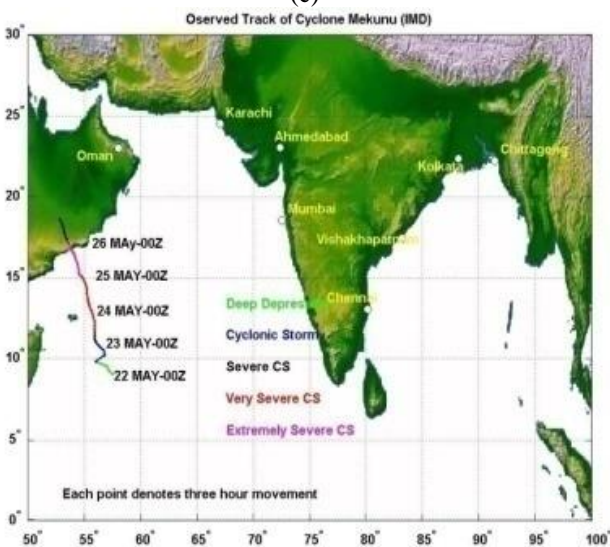 (c)
Oserved Track of Cyclone Mekunu (IMD)
30°
25°
20°
15°
10°
5°
0°
Karachi
Ahmedabad
Oman
Kolkata
Chittagong
Mumbai
Vishakhapatnam
Chennai
26 MAy-00Z
25 MAY-00Z
24 MAY-00Z
23 MAY-00Z
22 MAY-00Z
Deep Depres
Cyclonic Storm
Severe CS
Very Severe CS
Extremely Severe CS
Each point denotes three hour movement
50° 55° 60° 65° 70° 75° 80° 85° 90° 95° 100°